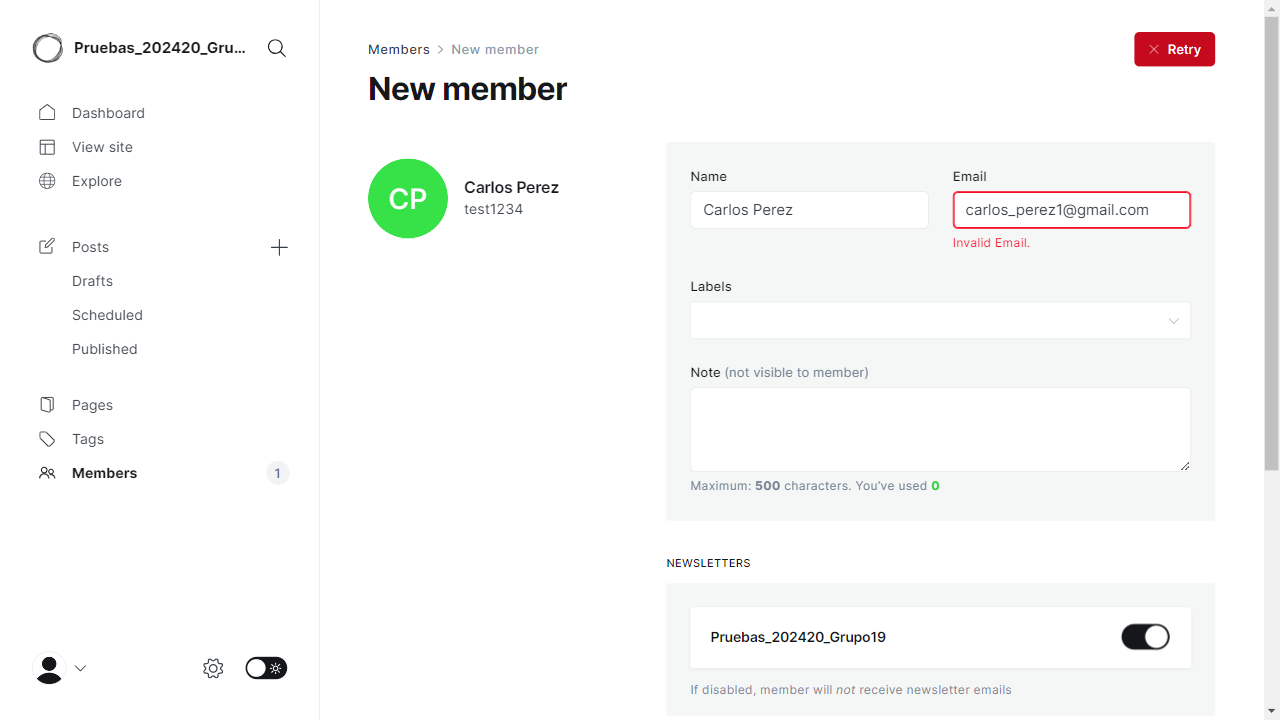 Pruebas_202420_Gru...
Dashboard
View site
Explore
Posts
Drafts
Scheduled
Published
Pages
Tags
Members
1
Members
New member
Retry
New member
CP
Carlos Perez
test1234
Name
Carlos Perez
Email
carlos_perez1@gmail.com
Invalid Email.
Labels
Note (not visible to member)
Maximum: 500 characters. You've used 0
NEWSLETTERS
Pruebas_202420_Grupo19
If disabled, member will not receive newsletter emails